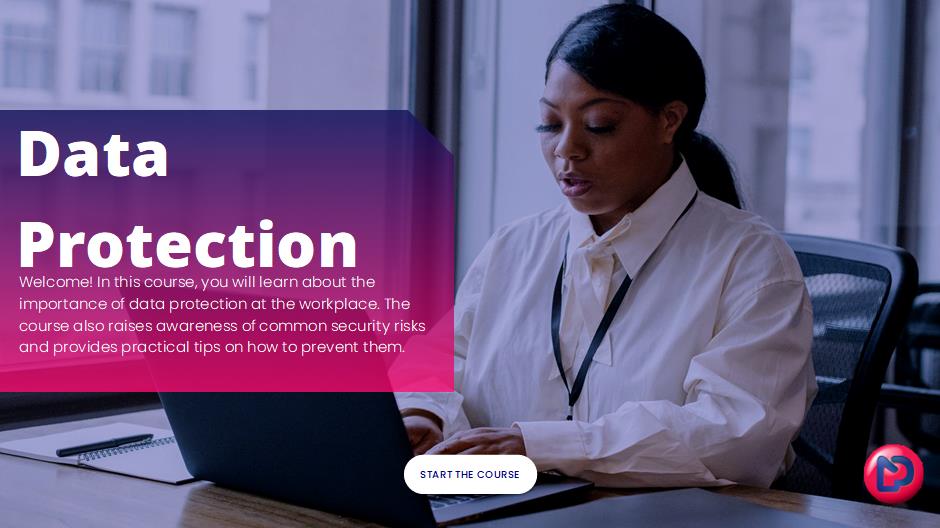 Data
Protection
Welcome! In this course, you will learn about the
importance of data protection at the workplace. The
course also raises awareness of common security risks
and provides practical tips on how to prevent them.
START THE COURSE